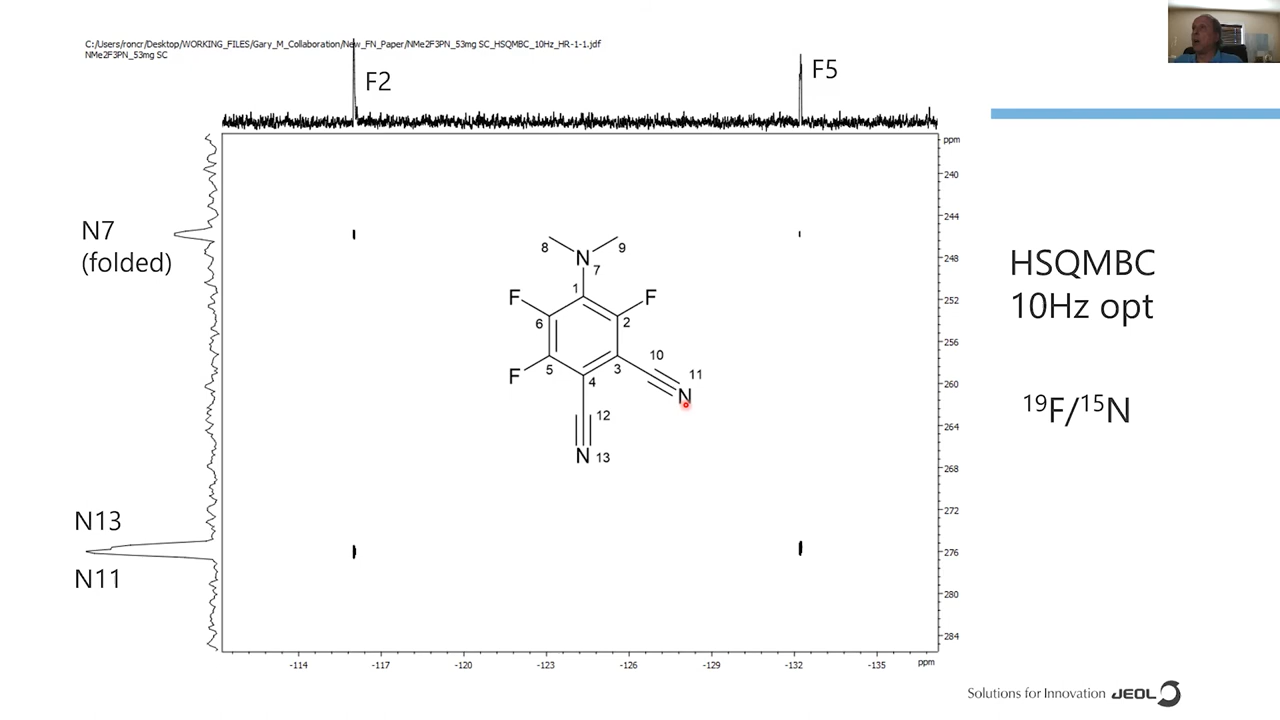 C:/Users/roncr/Desktop/WORKING_FILES/Gary_M_Collaboration/New_FN_Paper/NMe2F3PN_53mg SC_HSQMBC_10Hz_HR-1-1.jdf
NMe2F3PN_53mg SC
F2
F5
ppm
240
244
248
252
256
260
264
268
272
276
280
284
N7
(folded)
N13
N11
8
9
N
7
1
F
F
6
2
F
5
3
4
10
11
N
12
N
13
HSQMBC
10Hz opt
19F/15N
-114
-117
-120
-123
-126
-129
-132
-135
ppm
Solutions for Innovation JEOL